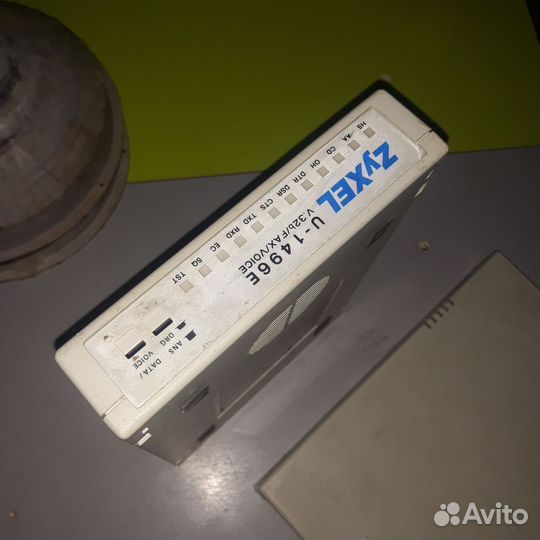 ZyXEL
U-1496E
V.32b/FAX/VOICE
HS
AA
CD
OH
DTR
DSR
CTS
TXD
RXD
EC
SQ
TST
ANS
ORG
DATA/
VOICE
Avito